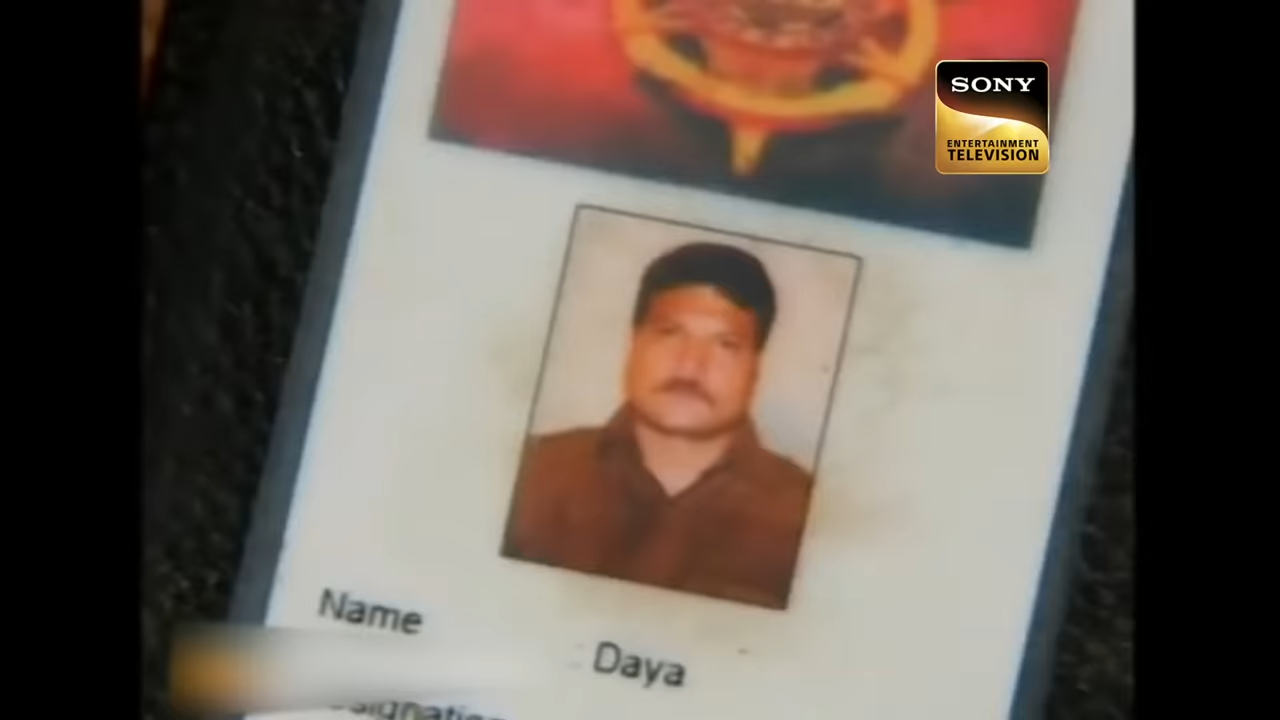 SONY
ENTERTAINMENT
TELEVISION
Name
: Daya